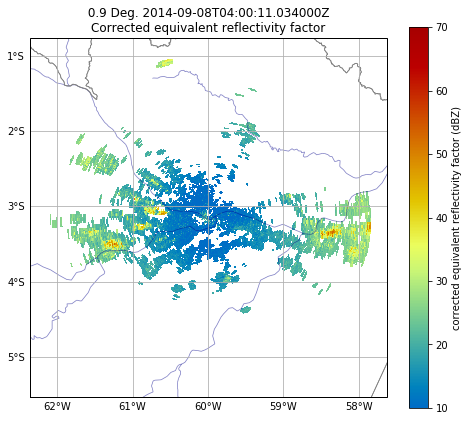 0.9 Deg. 2014-09-08T04:00:11.034000Z
Corrected equivalent reflectivity factor
1°S
2°S
3°S
4°S
5°S
62°W
61°W
60°W
59°W
58°W
70
60
50
40
30
20
10
corrected equivalent reflectivity factor (dBZ)